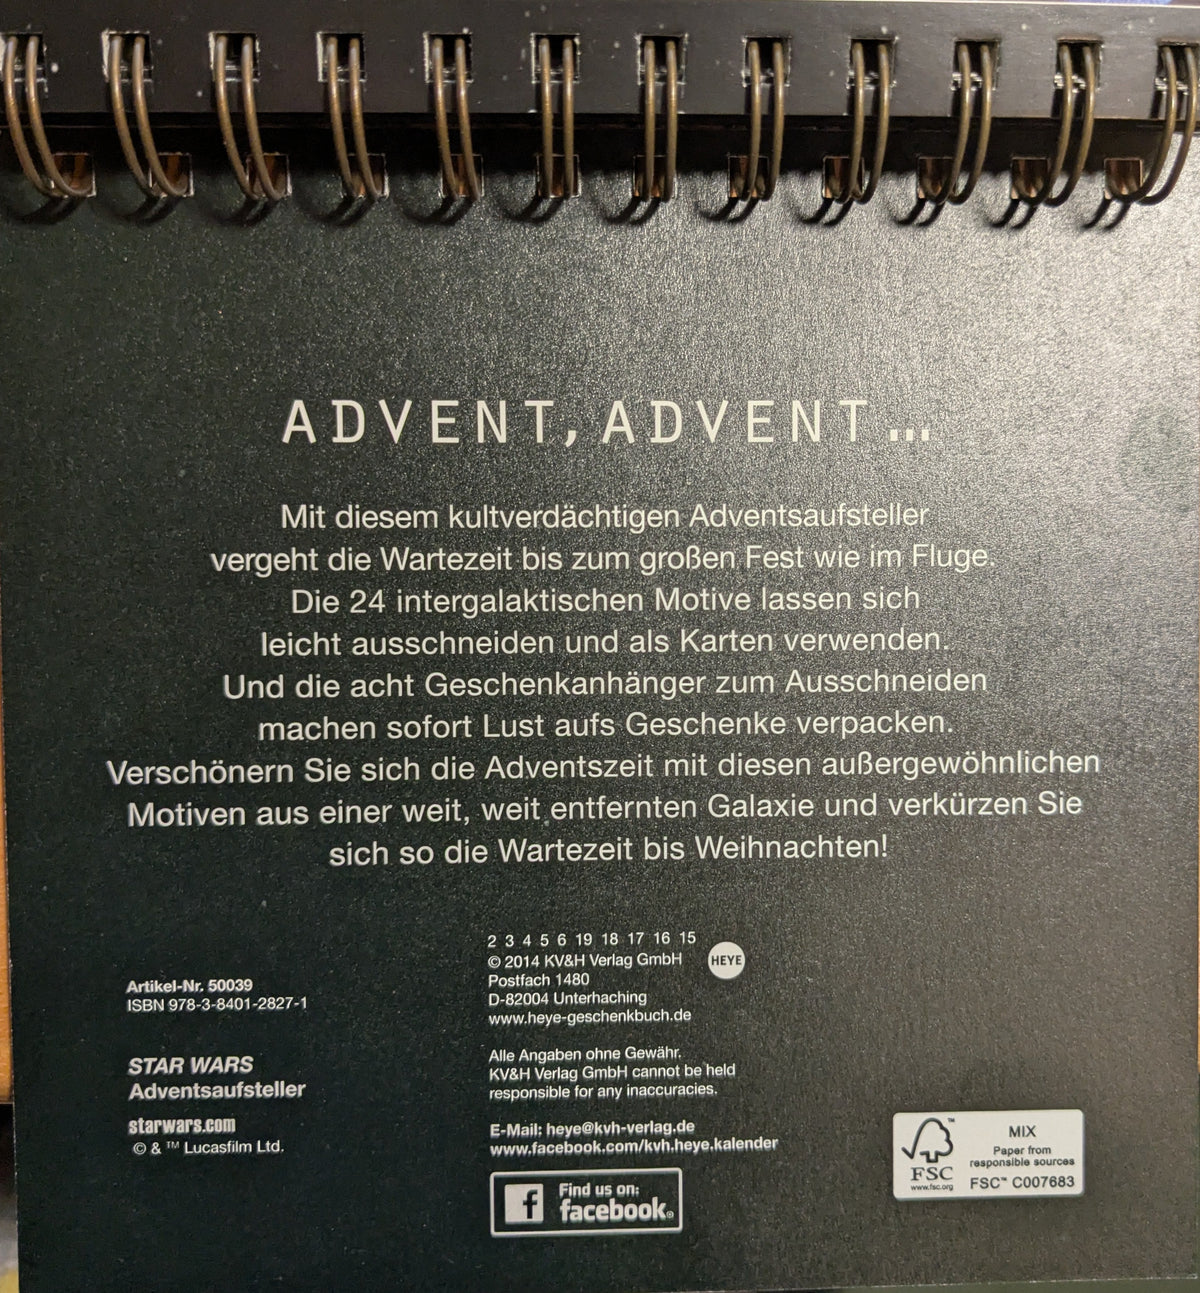 ADVENT, ADVENT ...
Mit diesem kultverdächtigen Adventsaufsteller
vergeht die Wartezeit bis zum großen Fest wie im Fluge.
Die 24 intergalaktischen Motive lassen sich
leicht ausschneiden und als Karten verwenden.
Und die acht Geschenkanhänger zum Ausschneiden
machen sofort Lust aufs Geschenke verpacken.
Verschönern Sie sich die Adventszeit mit diesen außergewöhnlichen
Motiven aus einer weit, weit entfernten Galaxie und verkürzen Sie
sich so die Wartezeit bis Weihnachten!
Artikel-Nr. 50039
ISBN 978-3-8401-2827-1
STAR WARS
Adventsaufsteller
starwars.com
© & ™ Lucasfilm Ltd.
2 3 4 5 6 19 18 17 16 15
© 2014 KV&H Verlag GmbH
Postfach 1480
D-82004 Unterhaching
www.heye-geschenkbuch.de
HEYE
Alle Angaben ohne Gewähr.
KV&H Verlag GmbH cannot be held
responsible for any inaccuracies.
E-Mail: heye@kvh-verlag.de
www.facebook.com/kvh.heye.kalender
f
Find us on:
facebook®
™
FSC
www.fsc.org
MIX
Paper from
responsible sources
FSC™ C007683